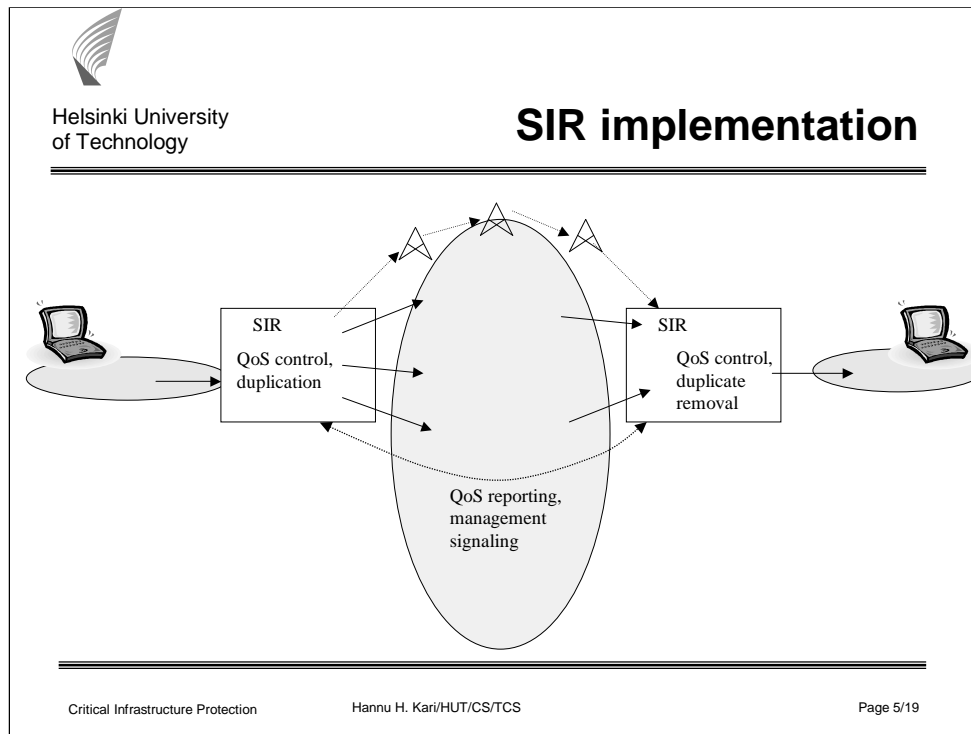 Helsinki University
of Technology
SIR implementation
SIR
QoS control,
duplication
SIR
QoS control,
duplicate
removal
QoS reporting,
management
signaling
Critical Infrastructure Protection
Hannu H. Kari/HUT/CS/TCS
Page 5/19